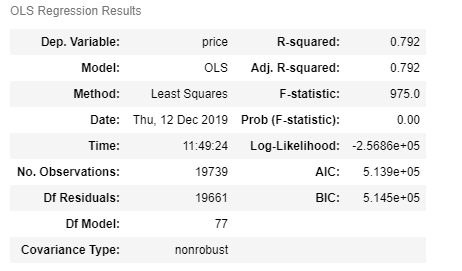 OLS Regression Results
Dep. Variable: price R-squared: 0.792
Model: OLS Adj. R-squared: 0.792
Method: Least Squares F-statistic: 975.0
Date: Thu, 12 Dec 2019 Prob (F-statistic): 0.00
Time: 11:49:24 Log-Likelihood: -2.5686e+05
No. Observations: 19739 AIC: 5.139e+05
Df Residuals: 19661 BIC: 5.145e+05
Df Model: 77
Covariance Type: nonrobust